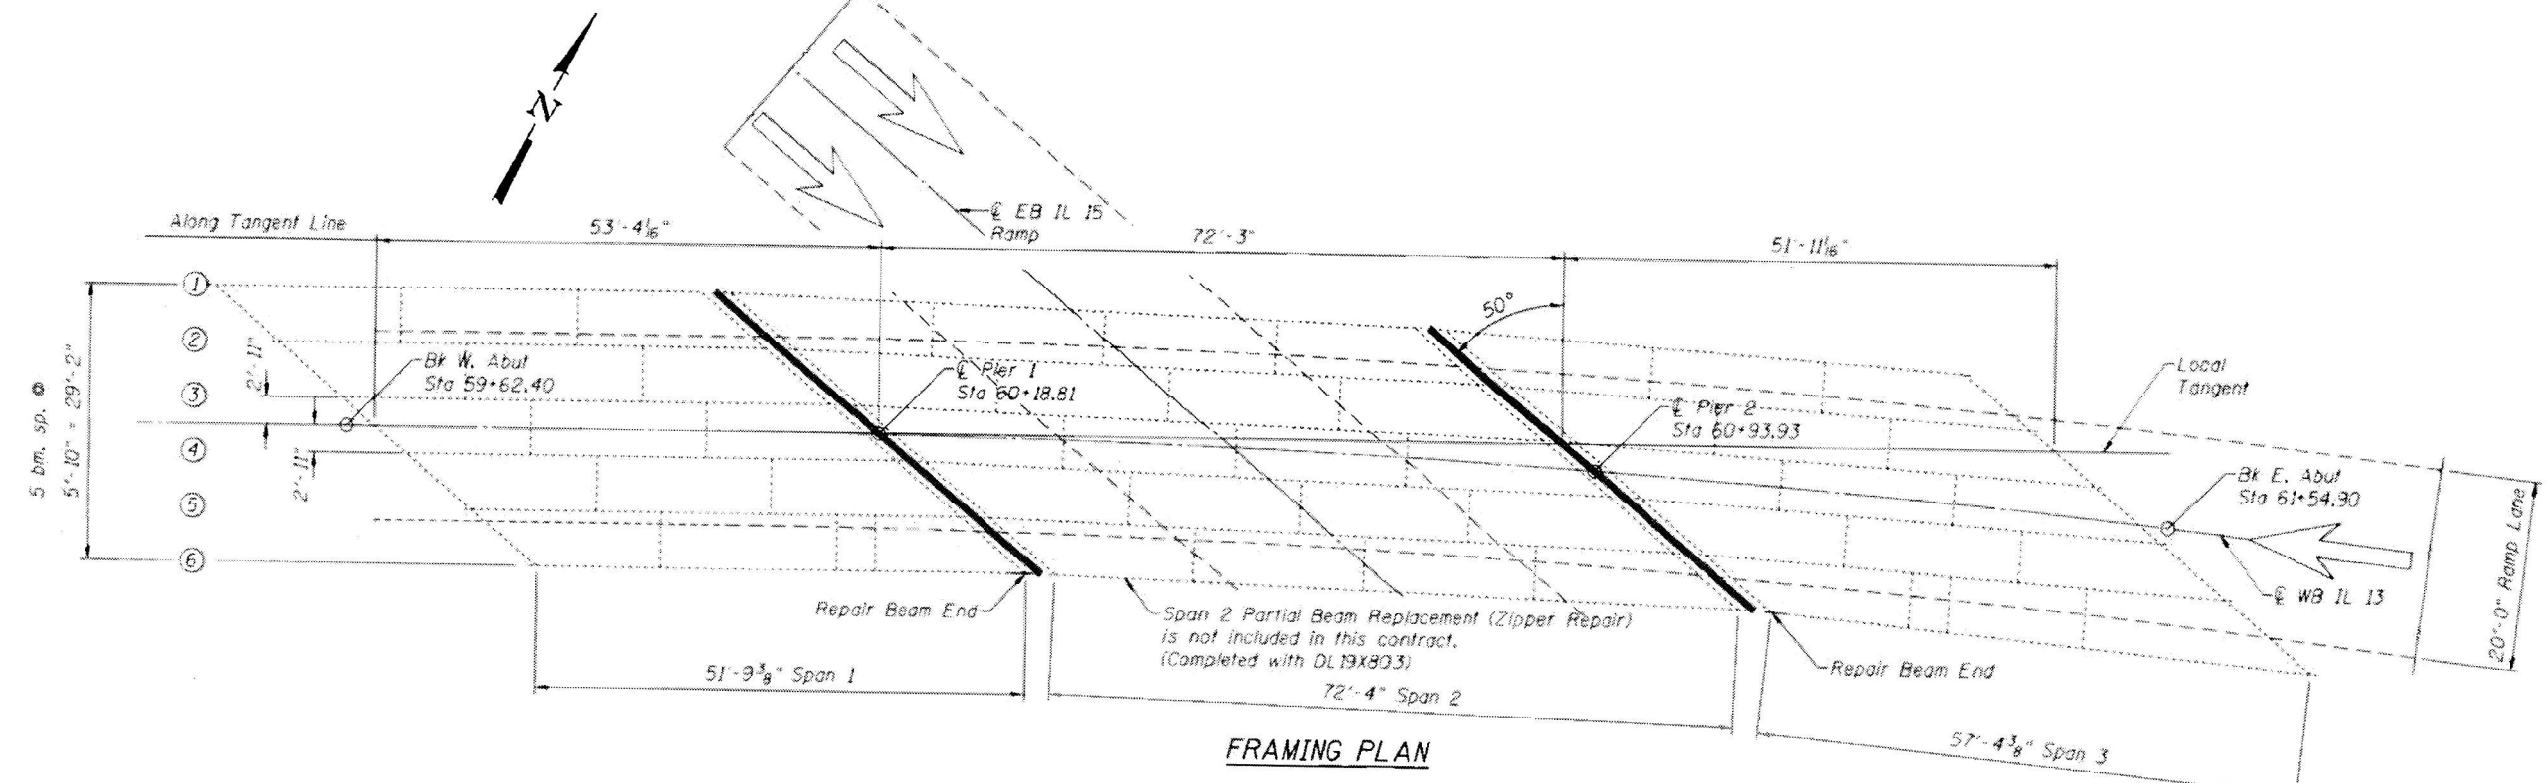 N
Along Tangent Line
53'-4 1/16"
℄ EB IL 15
Ramp
72'-3"
51'-11 1/16"
50°
1
2
3
4
5
6
5 bm. sp. @
5'-10" = 29'-2"
2'-11"
2'-11"
Bk W. Abut
Sta 59+62.40
℄ Pier 1
Sta 60+18.81
℄ Pier 2
Sta 60+93.93
Local
Tangent
Bk E. Abut
Sta 61+54.90
℄ WB IL 13
20'-0" Ramp Lane
Repair Beam End
Span 2 Partial Beam Replacement (Zipper Repair)
is not included in this contract.
(Completed with DL19X803)
Repair Beam End
51'-9 3/8" Span 1
72'-4" Span 2
57'-4 3/8" Span 3
FRAMING PLAN